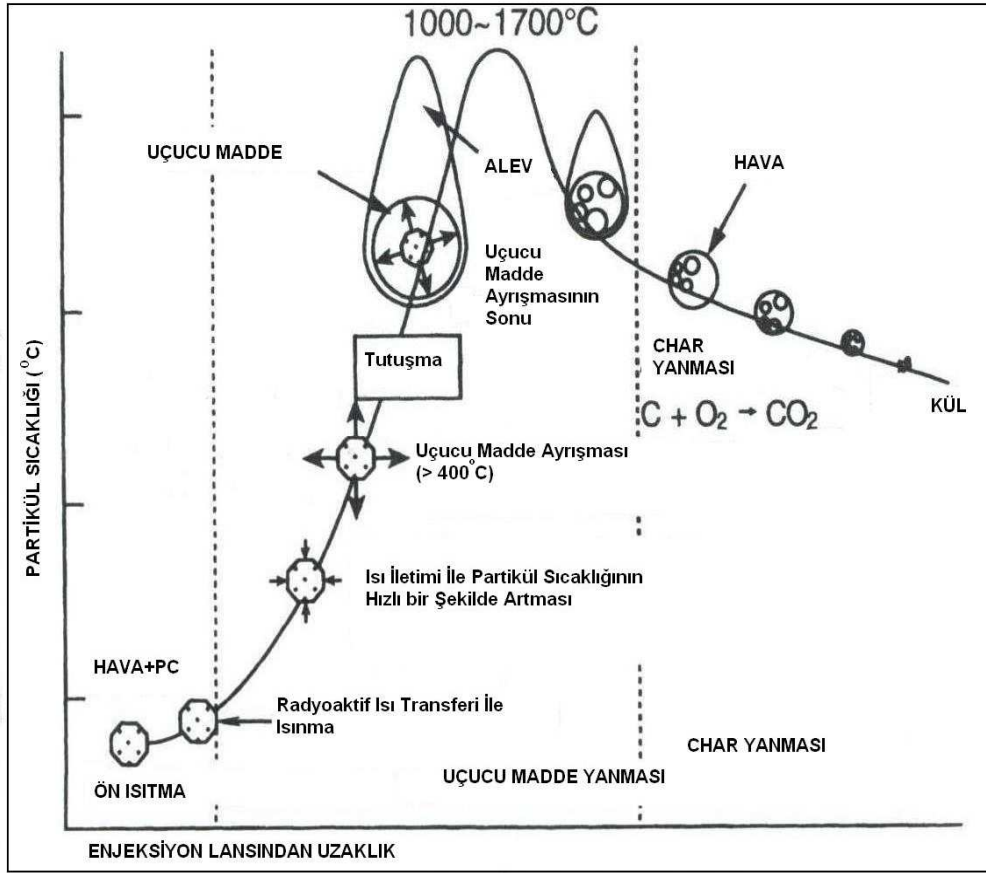 1000~1700°C
UÇUCU MADDE
ALEV
HAVA
Uçucu
Madde
Ayrışmasının
Sonu
Tutuşma
CHAR
YANMASI
C + O₂ → CO₂
KÜL
Uçucu Madde Ayrışması
(> 400°C)
Isı İletimi İle Partikül Sıcaklığının
Hızlı bir Şekilde Artması
HAVA+PC
Radyoaktif Isı Transferi İle
Isınma
ÖN ISITMA
UÇUCU MADDE YANMASI
CHAR YANMASI
PARTİKÜL SICAKLIĞI ( °C)
ENJEKSİYON LANSINDAN UZAKLIK